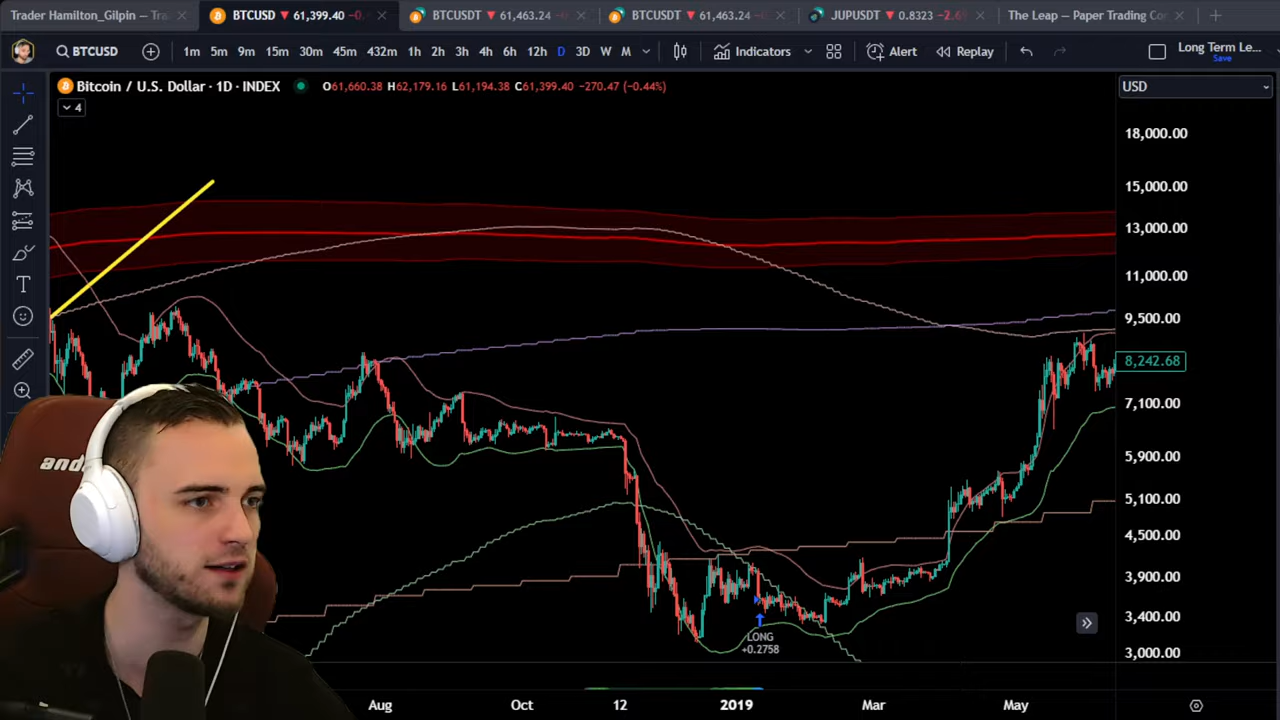 Trader Hamilton_Gilpin — Tra
BTCUSD 61,399.40 -0.
BTCUSDT 61,463.24
BTCUSDT 61,463.24
JUPUSDT 0.8323 -2.6
The Leap — Paper Trading Co
BTCUSD
1m 5m 9m 15m 30m 45m 432m 1h 2h 3h 4h 6h 12h D 3D W M
Indicators
Alert
Replay
Long Term Le...
Save
Bitcoin / U.S. Dollar · 1D · INDEX
O61,660.38 H62,179.16 L61,194.38 C61,399.40 -270.47 (-0.44%)
USD
4
18,000.00
15,000.00
13,000.00
11,000.00
9,500.00
8,242.68
7,100.00
5,900.00
5,100.00
4,500.00
3,900.00
3,400.00
3,000.00
LONG
+0.2758
Aug Oct 12 2019 Mar May